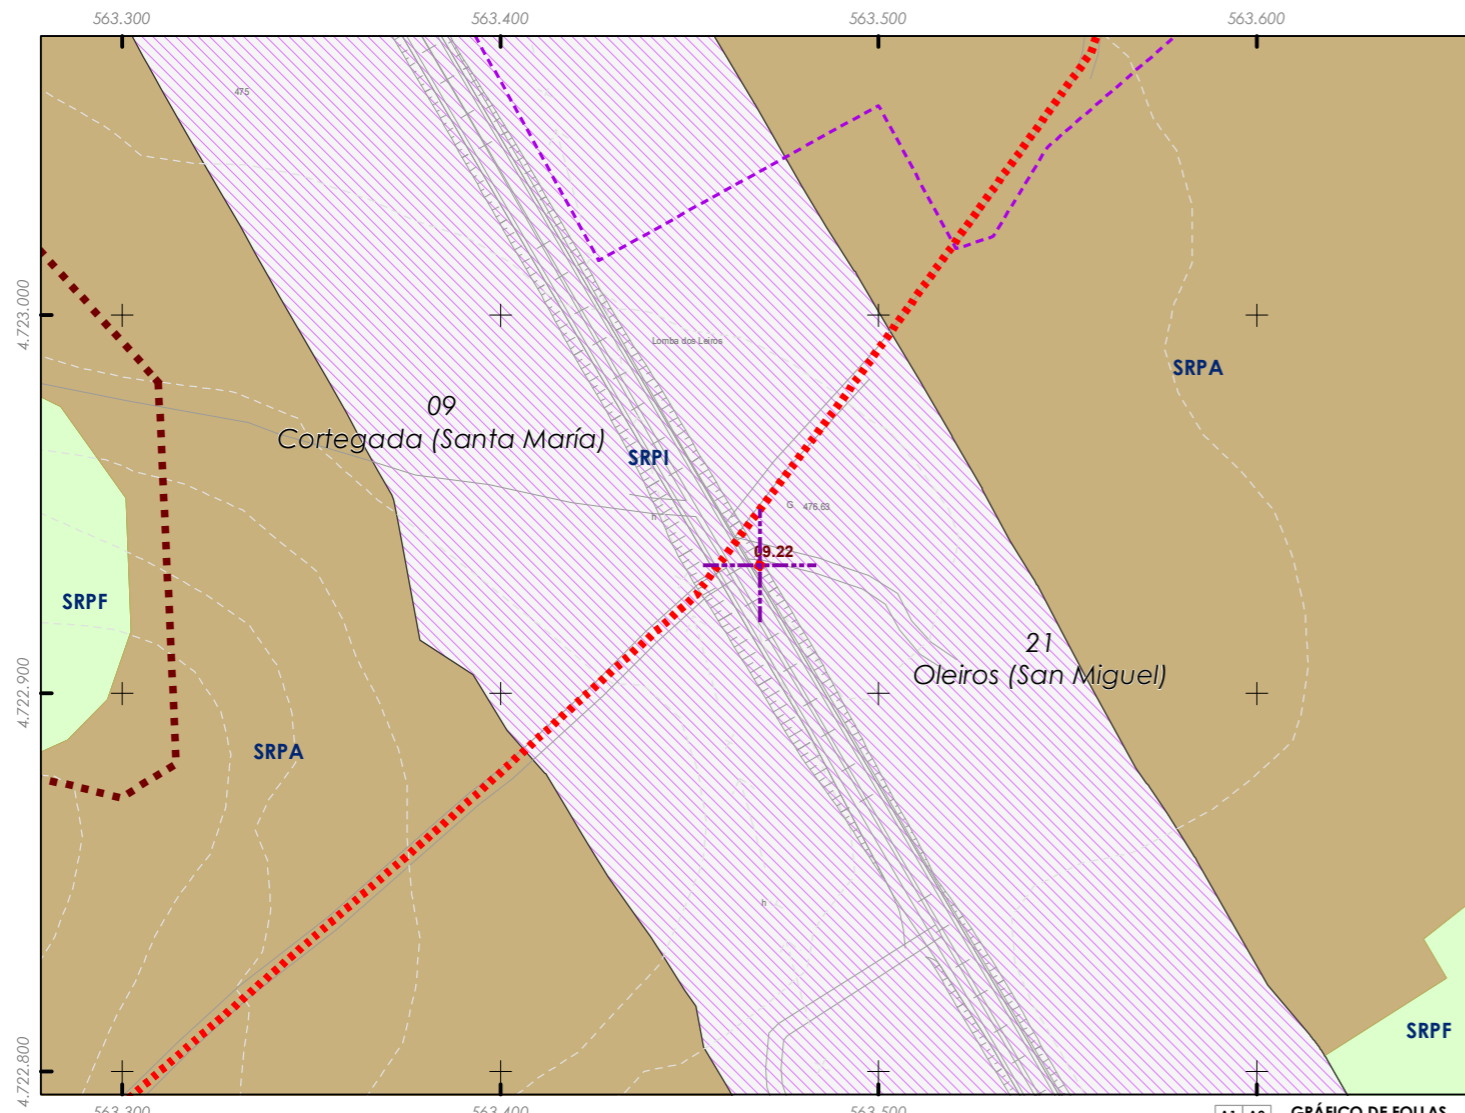 563.300 563.400 563.500 563.600
475
4.723.000
Lomba dos Leiros
SRPA
09
Cortegada (Santa María)
SRPI
G 476.63
h
09.22
SRPF
21
Oleiros (San Miguel)
4.722.900
SRPA
h
SRPF
4.722.800
563.300 563.400 563.500
A1 A2 GRÁFICO DE FOLLAS